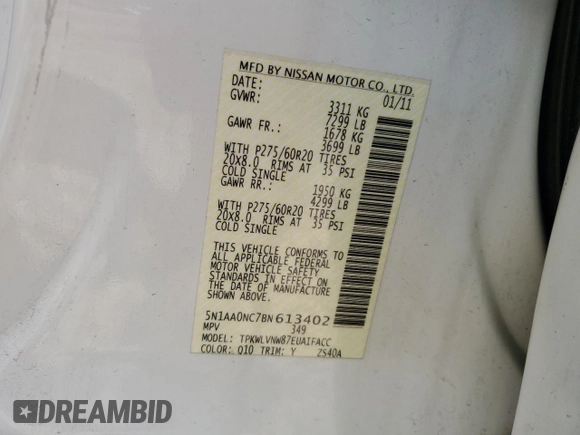 MFD BY NISSAN MOTOR CO., LTD.
DATE: 01/11
GVWR: 3311 KG
7299 LB
GAWR FR.: 1678 KG
3699 LB
WITH P275/60R20 TIRES
20X8.0 RIMS AT 35 PSI
COLD SINGLE
GAWR RR.: 1950 KG
4299 LB
WITH P275/60R20 TIRES
20X8.0 RIMS AT 35 PSI
COLD SINGLE
THIS VEHICLE CONFORMS TO
ALL APPLICABLE FEDERAL
MOTOR VEHICLE SAFETY
STANDARDS IN EFFECT ON
THE DATE OF MANUFACTURE
SHOWN ABOVE.
5N1AA0NC7BN613402
MPV 349
MODEL: TPKWLVNW87EUAIFACC
COLOR: Q10 TRIM: Y ZS40A
DREAMBID